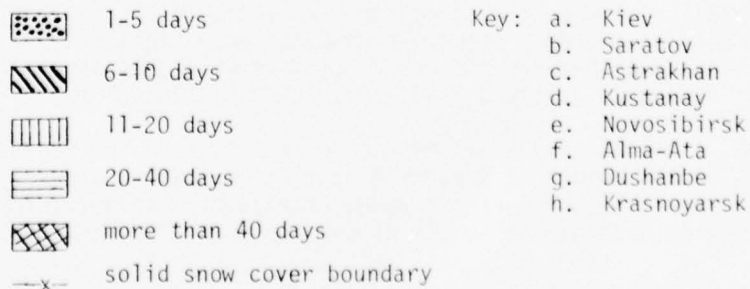 1-5 days
6-10 days
11-20 days
20-40 days
more than 40 days
—x— solid snow cover boundary
Key: a. Kiev
b. Saratov
c. Astrakhan
d. Kustanay
e. Novosibirsk
f. Alma-Ata
g. Dushanbe
h. Krasnoyarsk